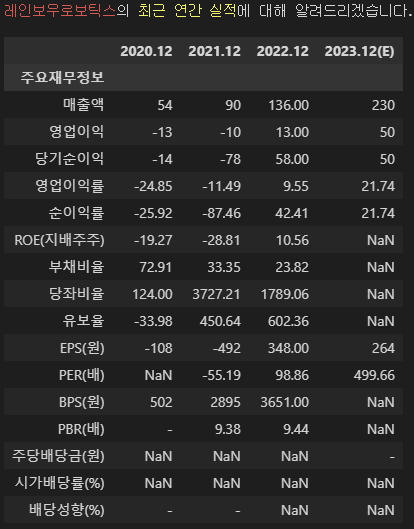 레인보우로보틱스의 최근 연간 실적에 대해 알려드리겠습니다.
2020.12 2021.12 2022.12 2023.12(E)
주요재무정보
매출액 54 90 136.00 230
영업이익 -13 -10 13.00 50
당기순이익 -14 -78 58.00 50
영업이익률 -24.85 -11.49 9.55 21.74
순이익률 -25.92 -87.46 42.41 21.74
ROE(지배주주) -19.27 -28.81 10.56 NaN
부채비율 72.91 33.35 23.82 NaN
당좌비율 124.00 3727.21 1789.06 NaN
유보율 -33.98 450.64 602.36 NaN
EPS(원) -108 -492 348.00 264
PER(배) NaN -55.19 98.86 499.66
BPS(원) 502 2895 3651.00 NaN
PBR(배) - 9.38 9.44 NaN
주당배당금(원) NaN NaN NaN -
시가배당률(%) NaN NaN NaN NaN
배당성향(%) - - NaN NaN